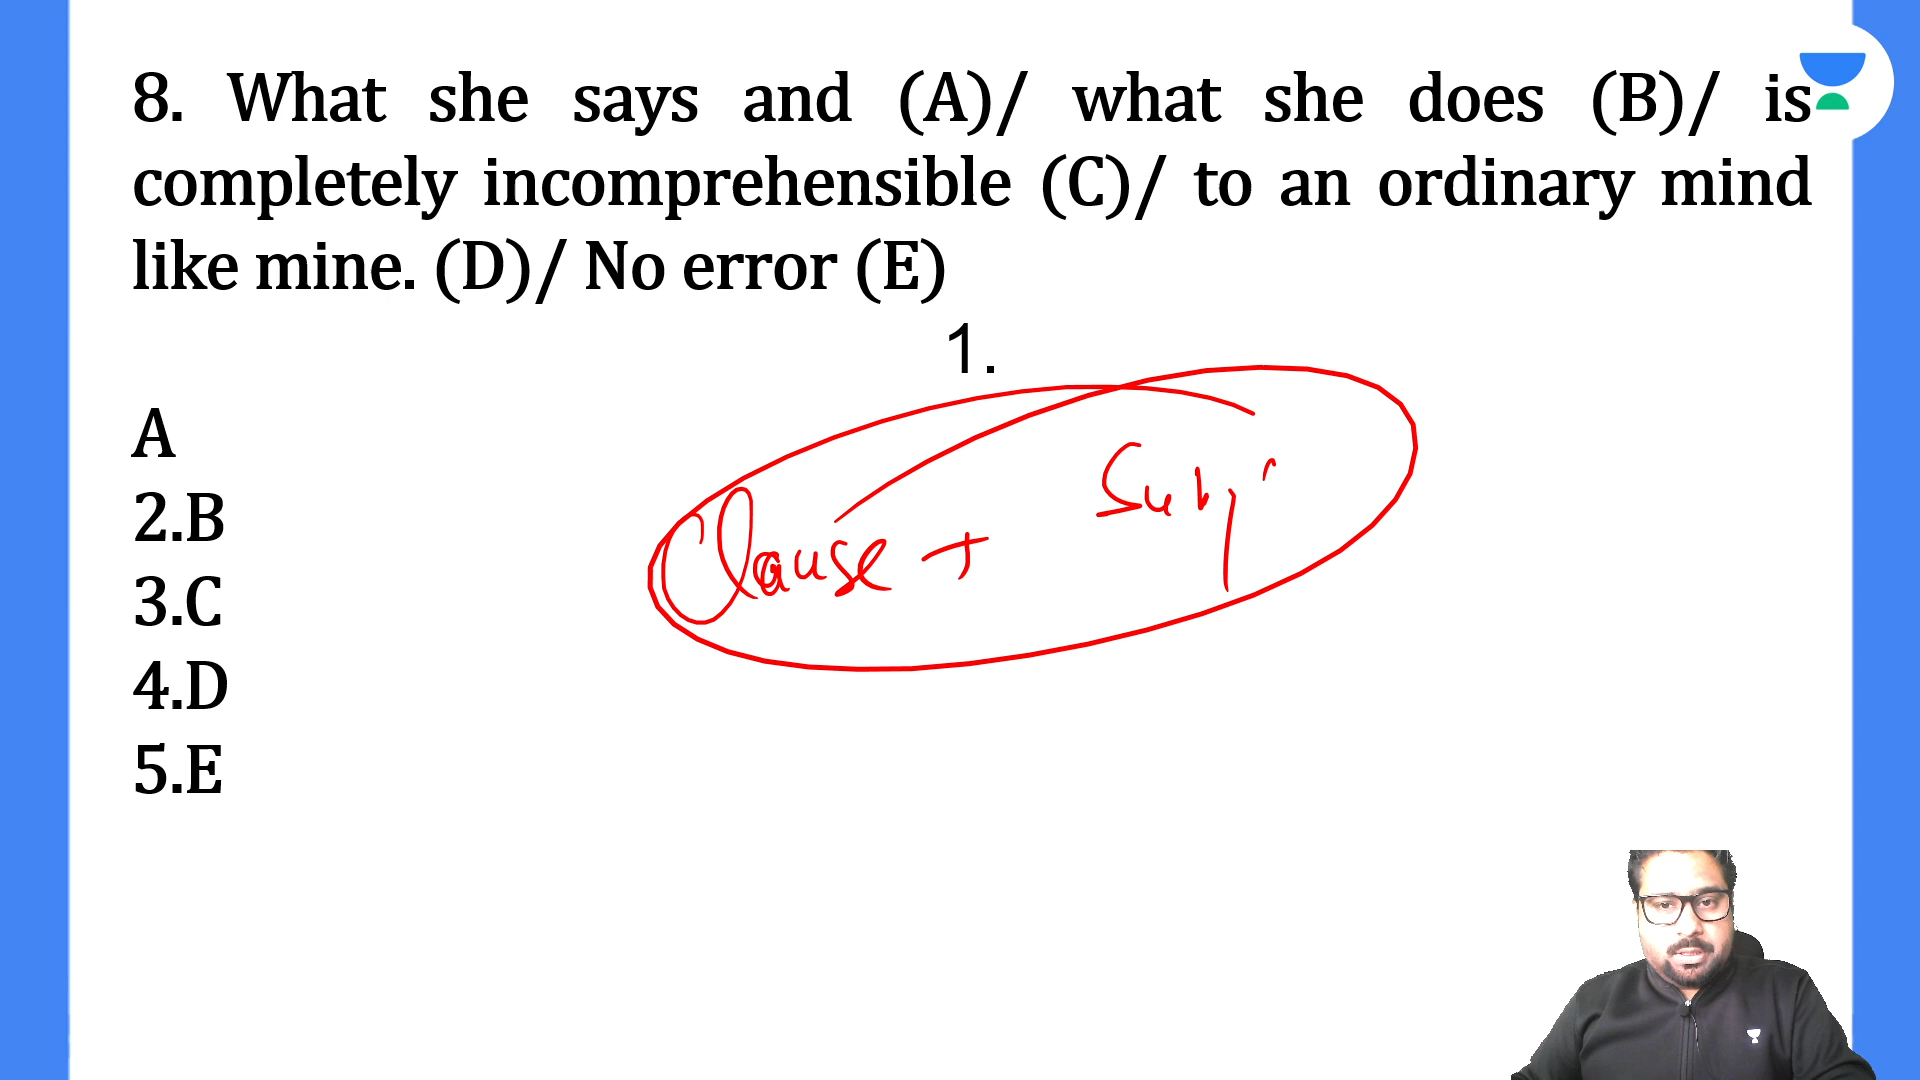 8. What she says and (A)/ what she does (B)/ is
completely incomprehensible (C)/ to an ordinary mind
like mine. (D)/ No error (E)
1.
A
2.B
3.C
4.D
5.E
Clause + Subj